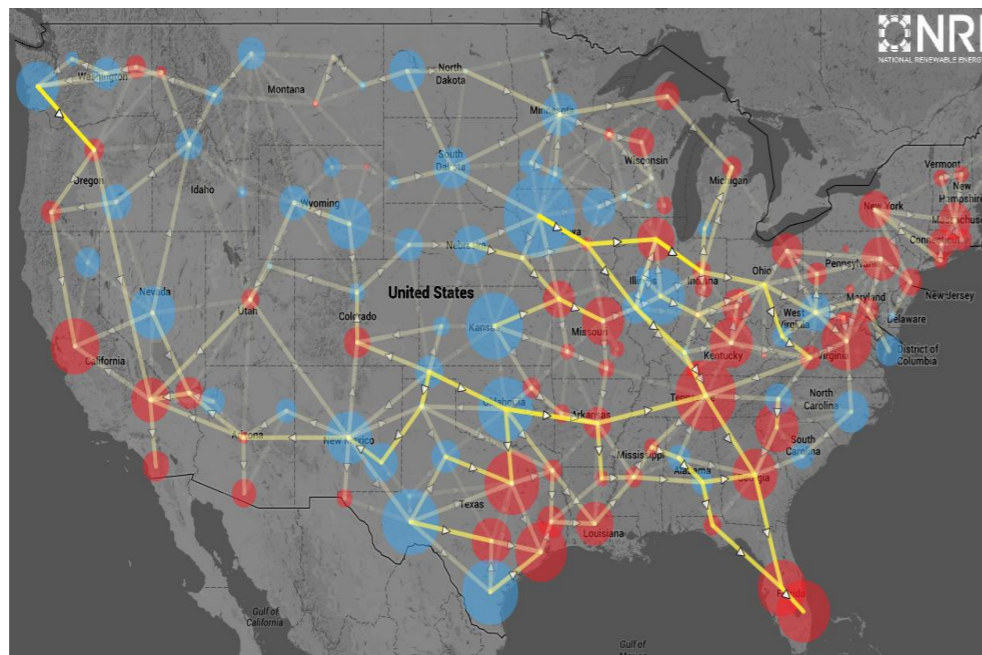 NRE
NATIONAL RENEWABLE ENERG
Washington
Montana
North
Dakota
Minnesota
Vermont
New
Hampshire
Massachuset
Connecticut
New York
Wisconsin
Michigan
South
Dakota
Oregon
Idaho
Wyoming
Iowa
Nebraska
Ohio
Pennsylvania
New Jersey
Illinois
Indiana
Maryland
Delaware
West
Virginia
District of
Columbia
United States
Nevada
Utah
Colorado
Kansas
Missouri
Kentucky
Virginia
California
Tennessee
North
Carolina
Oklahoma
Arkansas
Arizona
New Mexico
Mississippi
Alabama
South
Carolina
Georgia
Texas
Louisiana
Florida
Gulf of
California
Gulf of